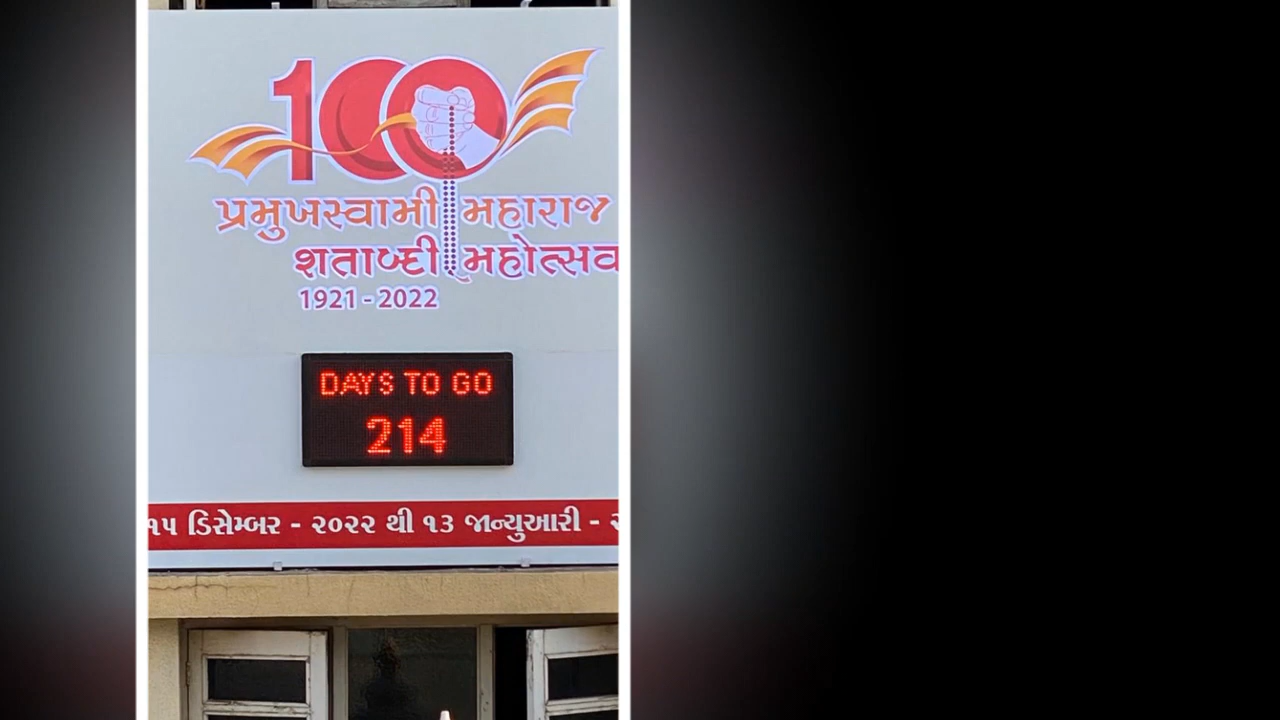 100
પ્રમુખસ્વામી મહારાજ
શતાબ્દી મહોત્સવ
1921 - 2022
DAYS TO GO
214
૧૫ ડિસેમ્બર - ૨૦૨૨ થી ૧૩ જાન્યુઆરી -